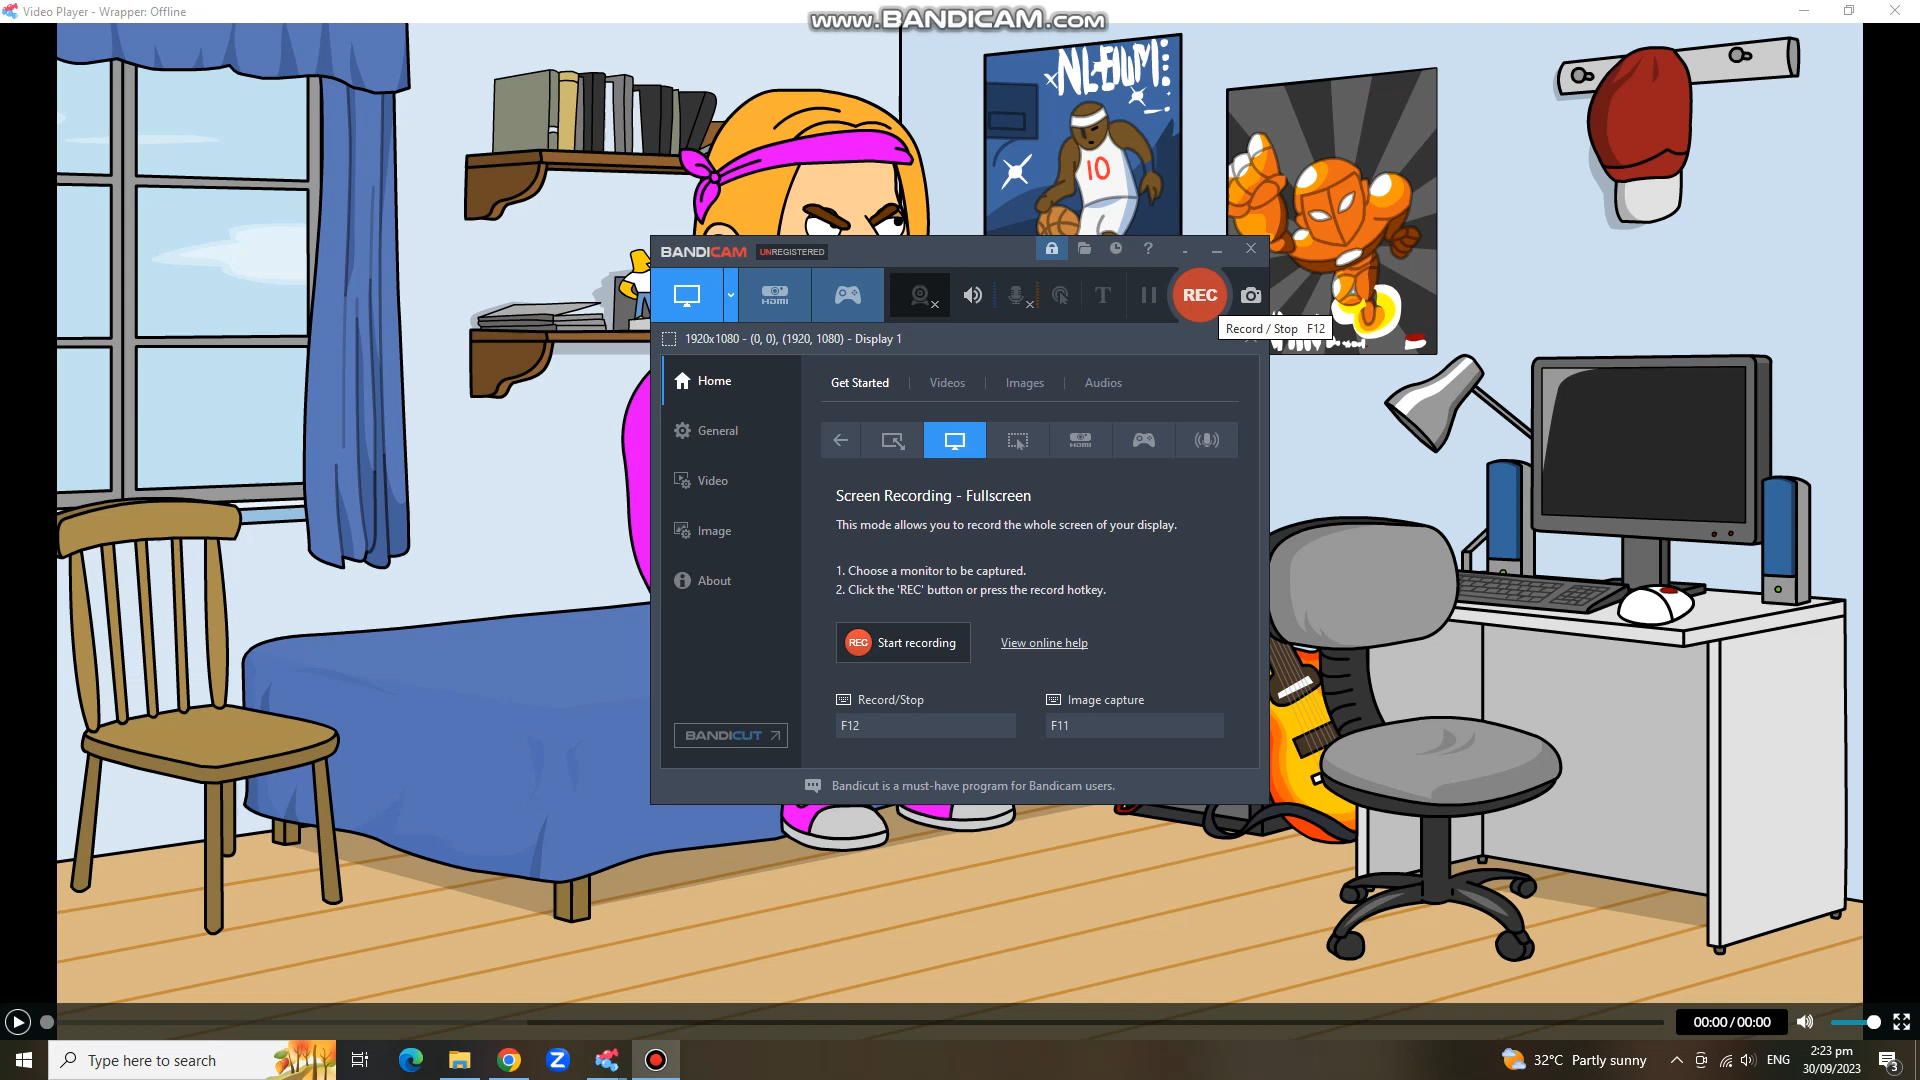 Video Player - Wrapper: Offline
www.BANDICAM.com
10
BANDICAM UNREGISTERED
?
HDMI
T
REC
Record / Stop F12
1920x1080 - (0, 0), (1920, 1080) - Display 1
Home
General
Video
Image
About
BANDICUT
Get Started
Videos
Images
Audios
HDMI
Screen Recording - Fullscreen
This mode allows you to record the whole screen of your display.
1. Choose a monitor to be captured.
2. Click the 'REC' button or press the record hotkey.
REC Start recording
View online help
Record/Stop
F12
Image capture
F11
Bandicut is a must-have program for Bandicam users.
00:00 / 00:00
Type here to search
Z
32°C Partly sunny
ENG
2:23 pm
30/09/2023
3